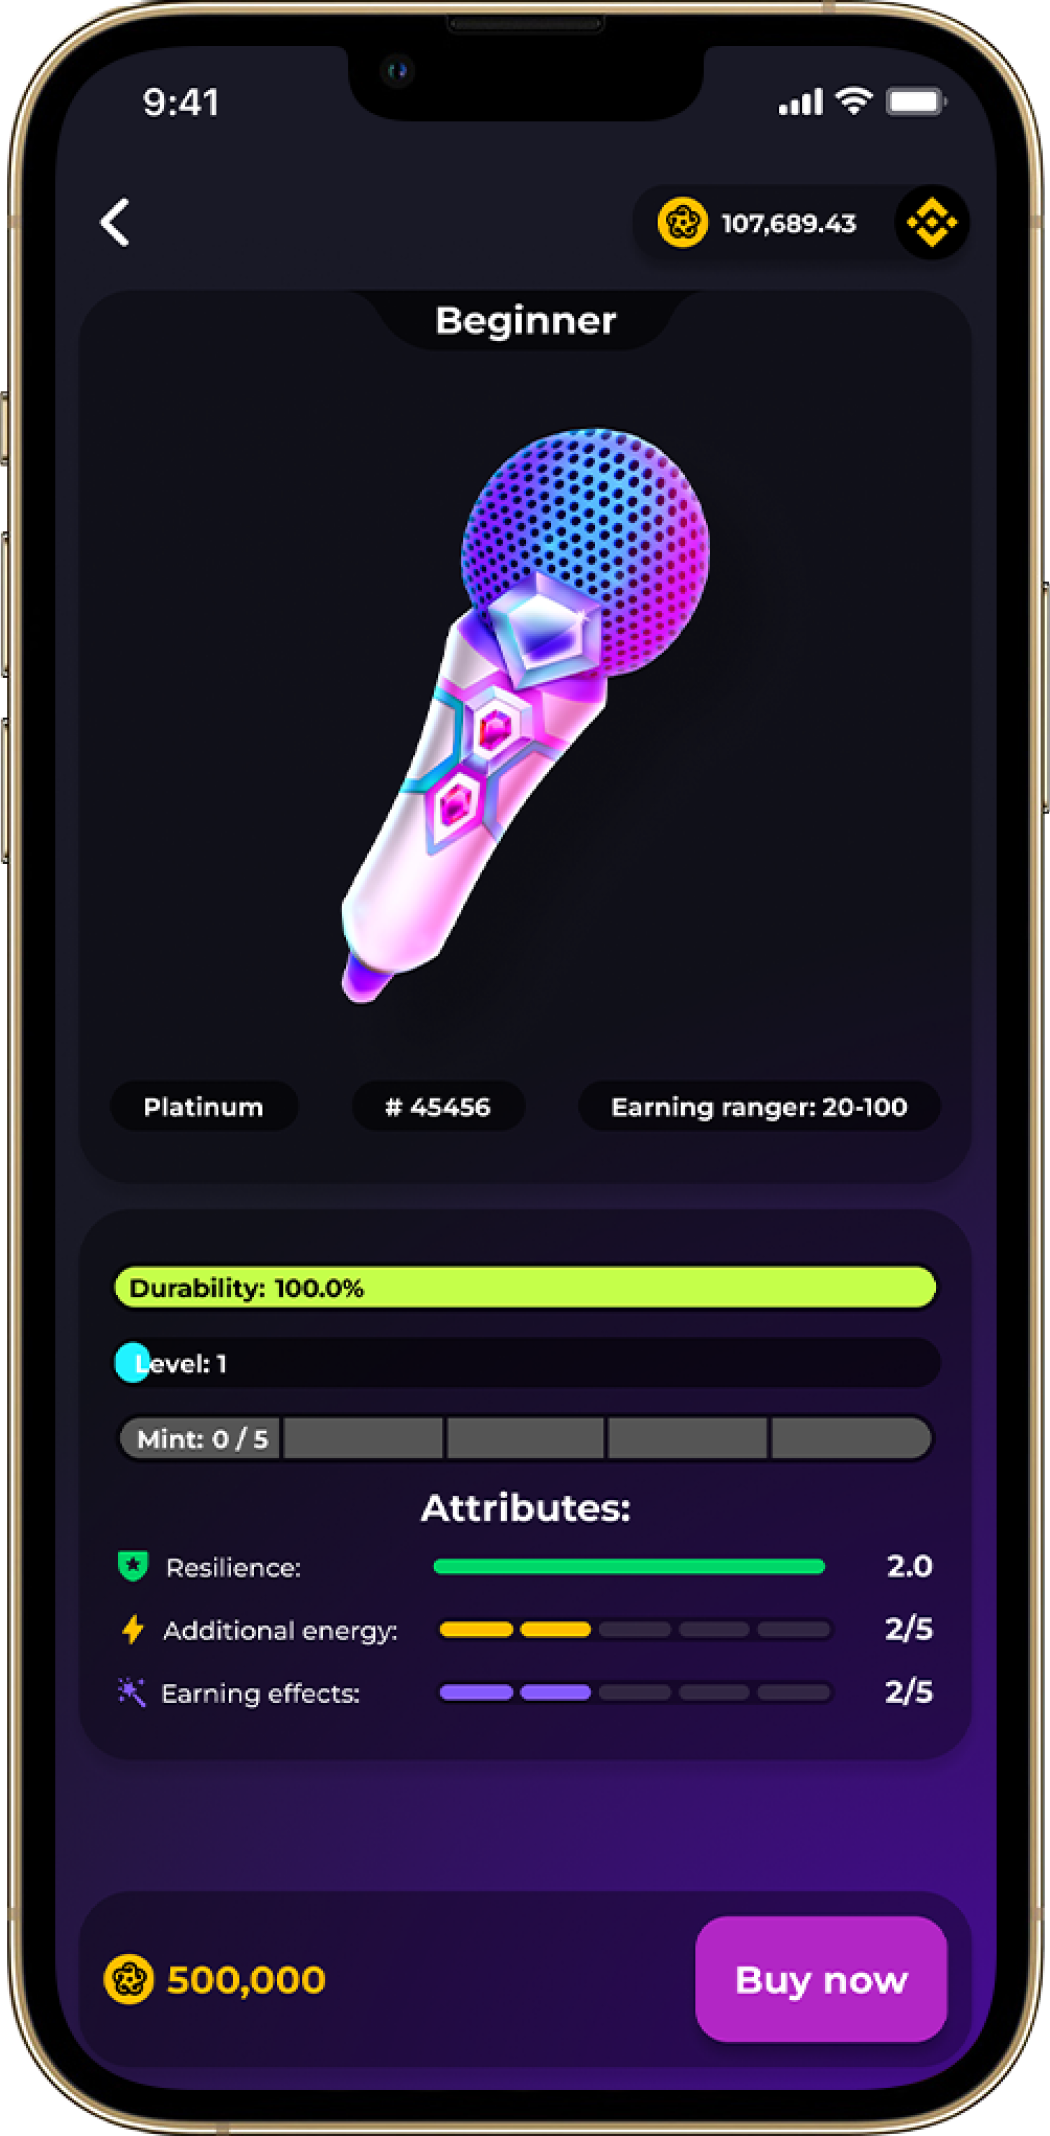 9:41
107,689.43
Beginner
Platinum
# 45456
Earning ranger: 20-100
Durability: 100.0%
Level: 1
Mint: 0 / 5
Attributes:
Resilience: 2.0
Additional energy: 2/5
Earning effects: 2/5
500,000
Buy now